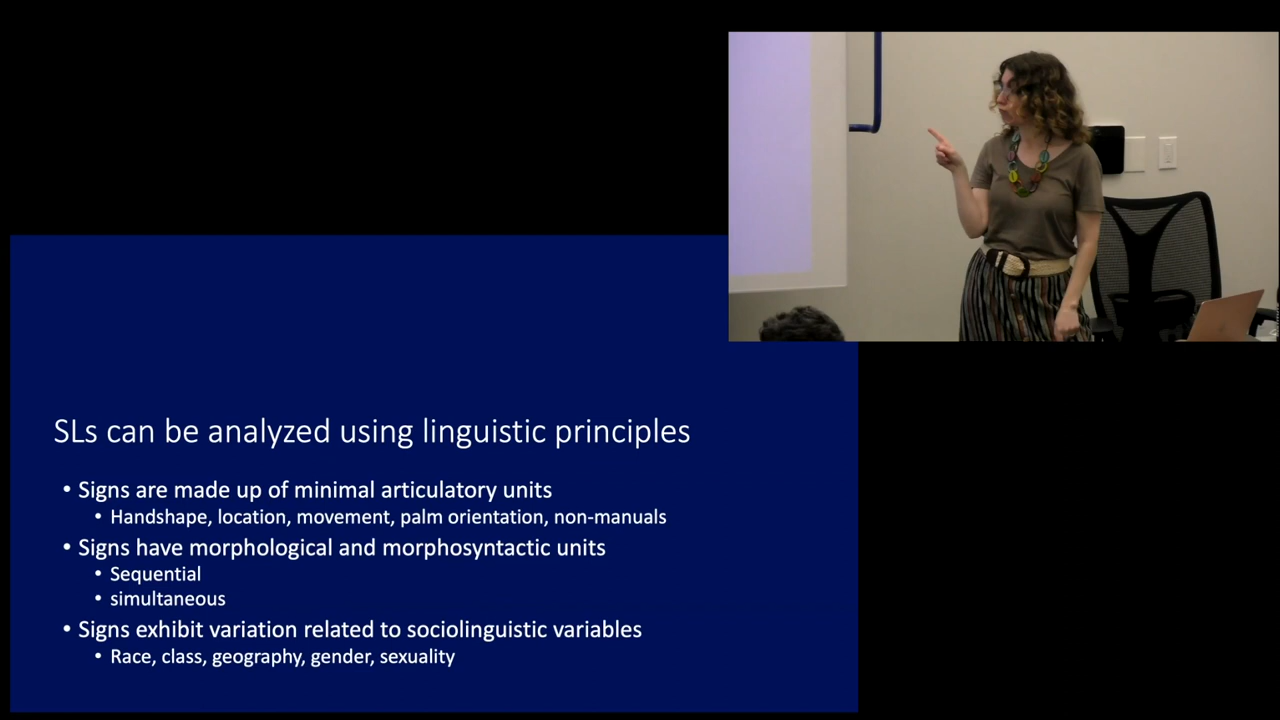 SLs can be analyzed using linguistic principles
• Signs are made up of minimal articulatory units
• Handshape, location, movement, palm orientation, non-manuals
• Signs have morphological and morphosyntactic units
• Sequential
• simultaneous
• Signs exhibit variation related to sociolinguistic variables
• Race, class, geography, gender, sexuality